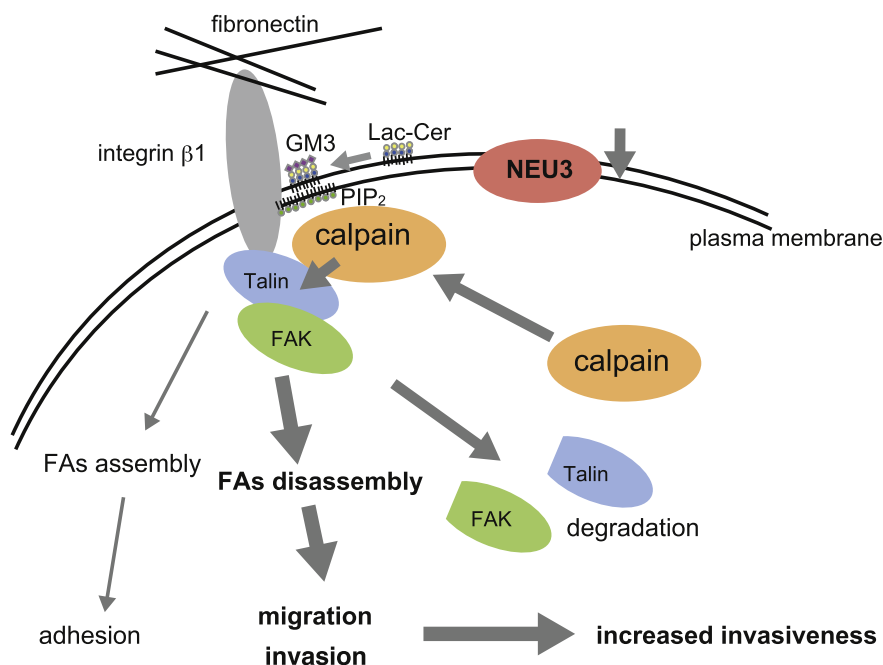 fibronectin
integrin β1
GM3
Lac-Cer
NEU3
PIP₂
plasma membrane
calpain
Talin
FAK
calpain
FAs assembly
FAs disassembly
Talin
FAK
degradation
adhesion
migration
invasion
increased invasiveness